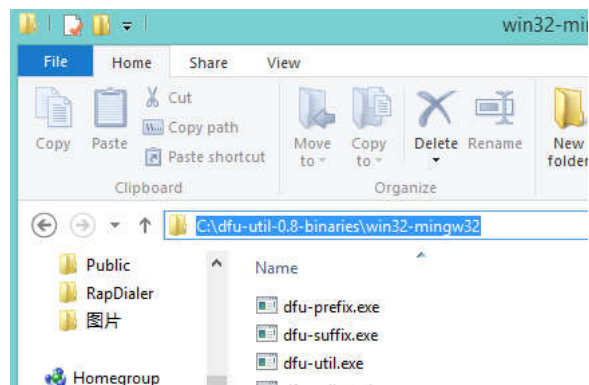 win32-min
File Home Share View
Cut
Copy path
Paste shortcut
Copy Paste Move to Copy to Delete Rename New folder
Clipboard Organize
C:\dfu-util-0.8-binaries\win32-mingw32
Public
RapDialer
图片
Homegroup
Name
dfu-prefix.exe
dfu-suffix.exe
dfu-util.exe